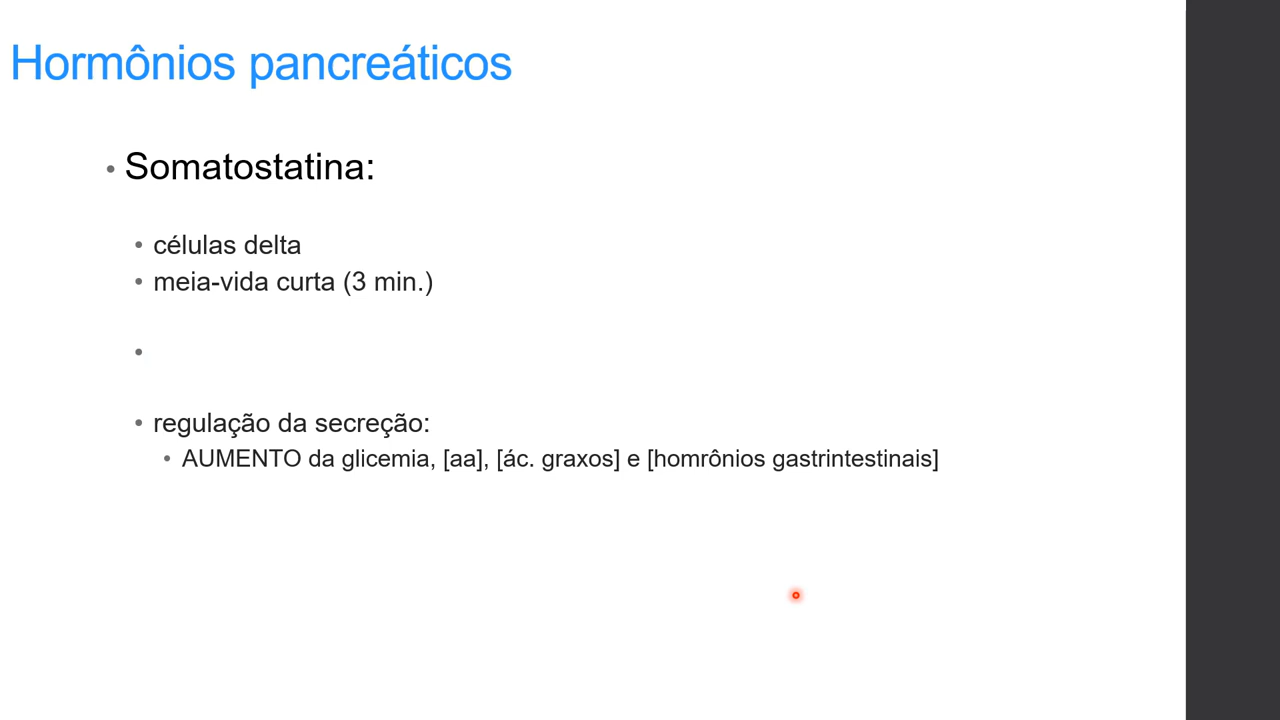 Hormônios pancreáticos
• Somatostatina:
• células delta
• meia-vida curta (3 min.)
•
• regulação da secreção:
• AUMENTO da glicemia, [aa], [ác. graxos] e [homrônios gastrintestinais]